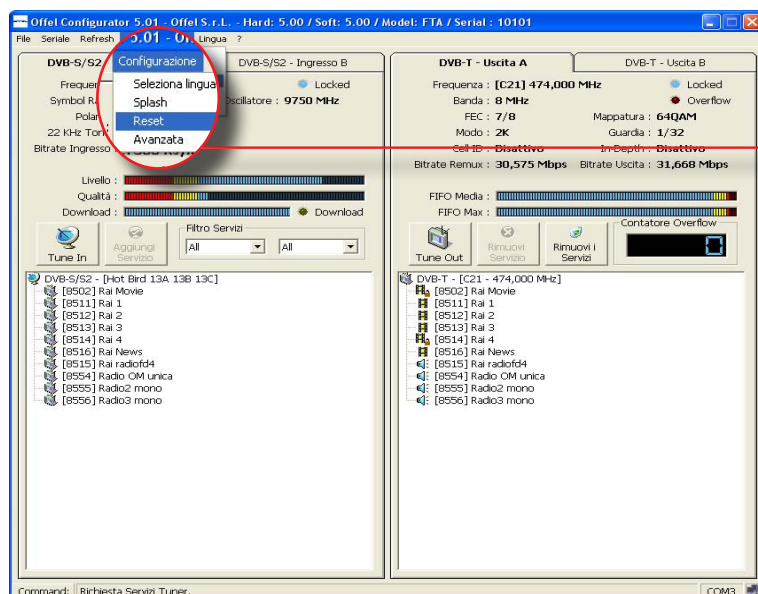 Offel Configurator 5.01 - Offel S.r.L. - Hard: 5.00 / Soft: 5.00 / Model: FTA / Serial : 10101
File Seriale Refresh Lingua ?
5.01 - Of
Configurazione
Seleziona lingua
Splash
Reset
Avanzata
DVB-S/S2
DVB-S/S2 - Ingresso B
DVB-T - Uscita A
DVB-T - Uscita B
Locked
Oscillatore : 9750 MHz
22 KHz
Bitrate Ingresso
Livello :
Qualità :
Download :
Download
Frequenza : [C21] 474,000 MHz
Locked
Banda : 8 MHz
Overflow
FEC : 7/8
Mappatura : 64QAM
Modo : 2K
Guardia : 1/32
Cell ID : Disattivo
In-Depth : Disattivo
Bitrate Remux : 30,575 Mbps
Bitrate Uscita : 31,668 Mbps
FIFO Media :
FIFO Max :
Tune In
Aggiungi Servizio
Filtro Servizi
All
All
Tune Out
Rimuovi Servizio
Rimuovi i Servizi
Contatore Overflow
0
DVB-S/S2 - [Hot Bird 13A 13B 13C]
[8502] Rai Movie
[8511] Rai 1
[8512] Rai 2
[8513] Rai 3
[8514] Rai 4
[8516] Rai News
[8515] Rai radiofd4
[8554] Radio OM unica
[8555] Radio2 mono
[8556] Radio3 mono
DVB-T - [C21 - 474,000 MHz]
[8502] Rai Movie
[8511] Rai 1
[8512] Rai 2
[8513] Rai 3
[8514] Rai 4
[8516] Rai News
[8515] Rai radiofd4
[8554] Radio OM unica
[8555] Radio2 mono
[8556] Radio3 mono
Command: Richiesta Servizi Tuner.
COM3